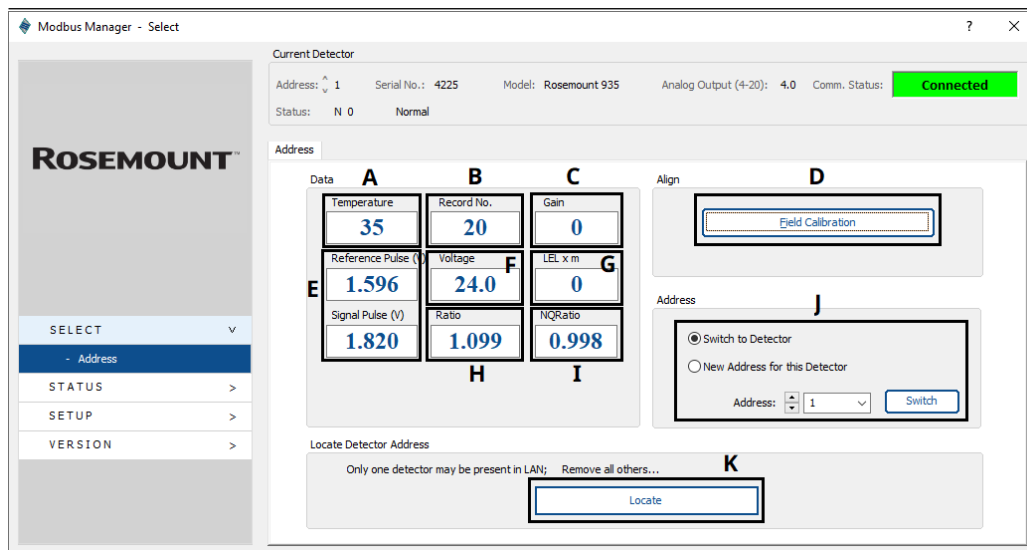 Modbus Manager - Select
?
X
Current Detector
Address: 1 Serial No.: 4225 Model: Rosemount 935 Analog Output (4-20): 4.0 Comm. Status: Connected
Status: N 0 Normal
ROSEMOUNT™
SELECT
- Address
STATUS >
SETUP >
VERSION >
Address
Data
A B C
Temperature Record No. Gain
35 20 0
Reference Pulse (V) Voltage F LEL x m G
E 1.596 24.0 0
Signal Pulse (V) Ratio NQRatio
1.820 1.099 0.998
H I
Align
D
Field Calibration
Address
J
Switch to Detector
New Address for this Detector
Address: 1 Switch
Locate Detector Address
Only one detector may be present in LAN; Remove all others...
K
Locate